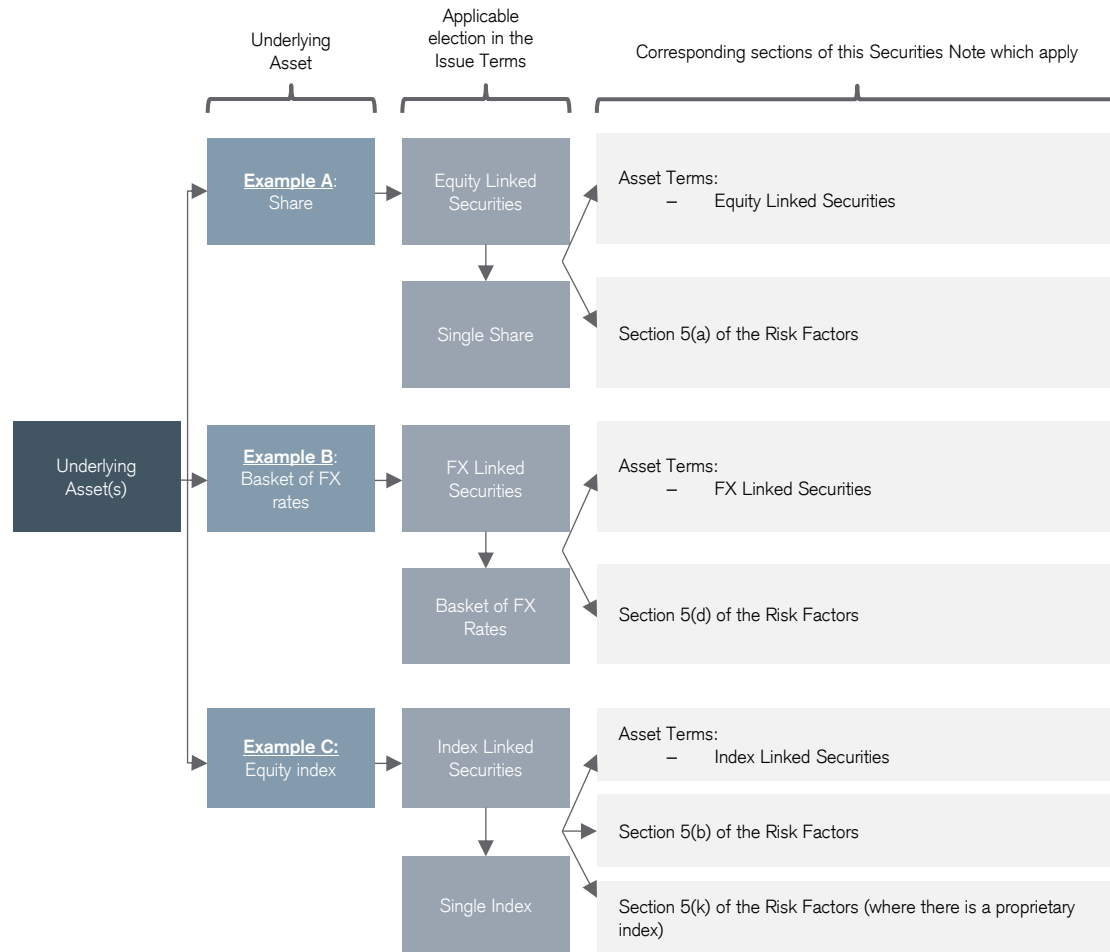 Underlying
Asset
Applicable
election in the
Issue Terms
Corresponding sections of this Securities Note which apply
Underlying
Asset(s)
Example A:
Share
Equity Linked
Securities
Single Share
Asset Terms:
– Equity Linked Securities
Section 5(a) of the Risk Factors
Example B:
Basket of FX
rates
FX Linked
Securities
Basket of FX
Rates
Asset Terms:
– FX Linked Securities
Section 5(d) of the Risk Factors
Example C:
Equity index
Index Linked
Securities
Single Index
Asset Terms:
– Index Linked Securities
Section 5(b) of the Risk Factors
Section 5(k) of the Risk Factors (where there is a proprietary
index)